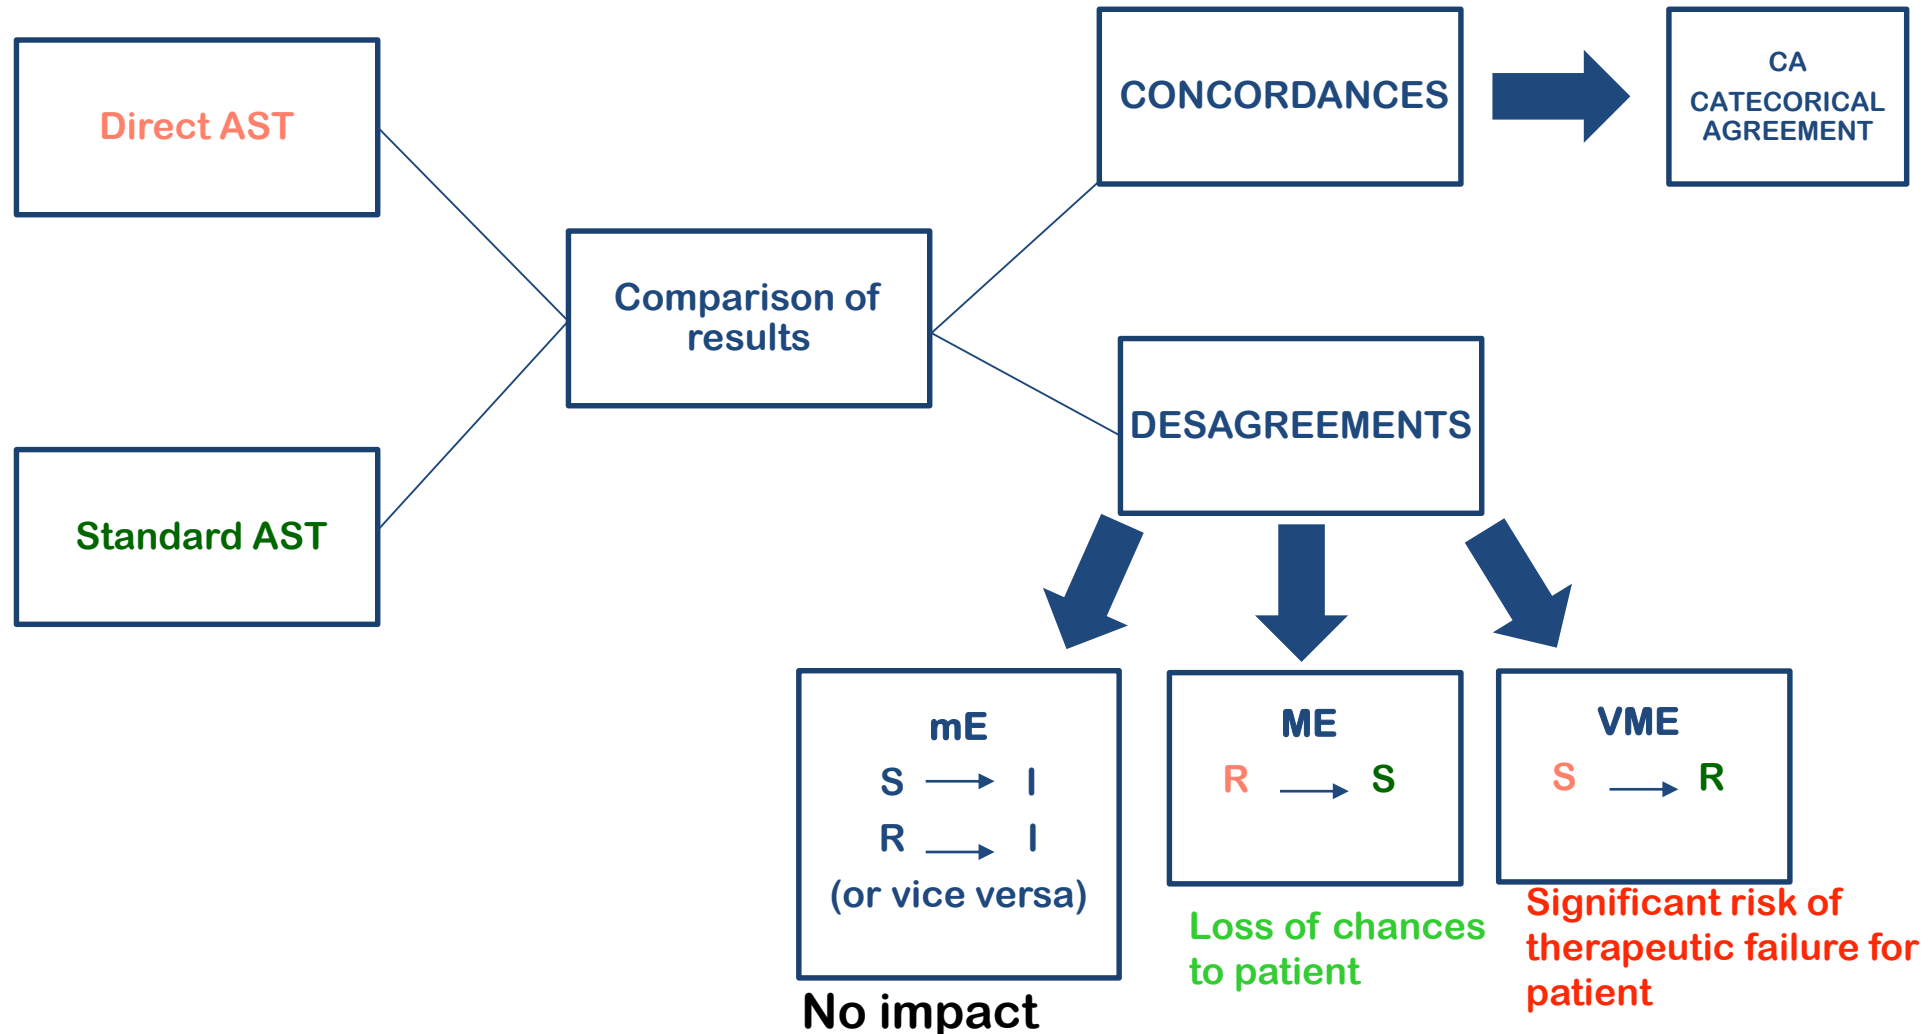 Direct AST
Standard AST
Comparison of
results
CONCORDANCES
CA
CATECORICAL
AGREEMENT
DESAGREEMENTS
mE
S I
R I
(or vice versa)
No impact
ME
R S
Loss of chances
to patient
VME
S R
Significant risk of
therapeutic failure for
patient